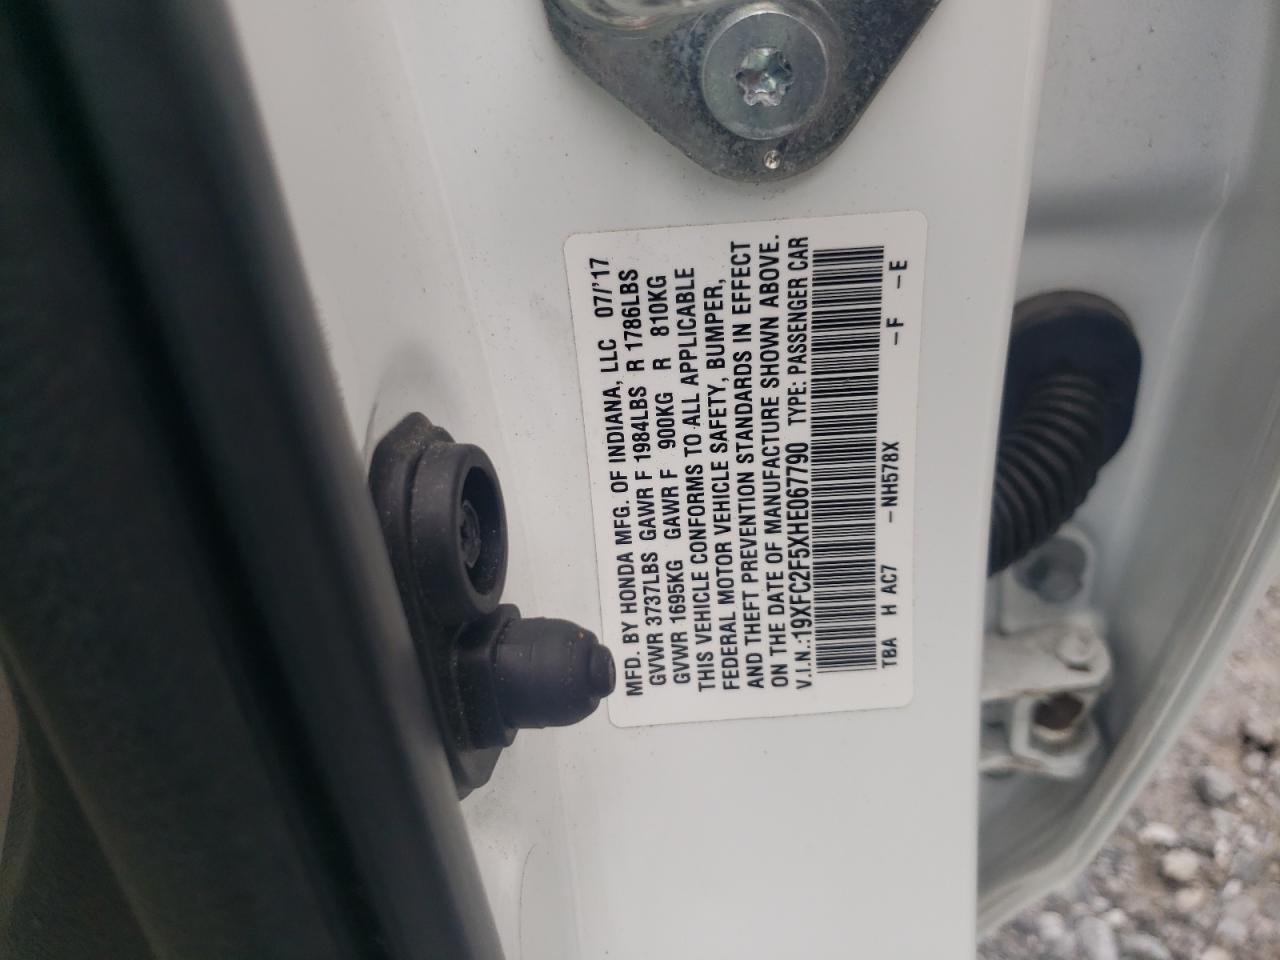 MFD. BY HONDA MFG. OF INDIANA, LLC 07/'17
GVWR 3737LBS GAWR F 1984LBS R 1786LBS
GVWR 1695KG GAWR F 900KG R 810KG
THIS VEHICLE CONFORMS TO ALL APPLICABLE
FEDERAL MOTOR VEHICLE SAFETY, BUMPER,
AND THEFT PREVENTION STANDARDS IN EFFECT
ON THE DATE OF MANUFACTURE SHOWN ABOVE.
V.I.N.:19XFC2F5XHE067790 TYPE: PASSENGER CAR
TBA H AC7 -NH578X -F -E